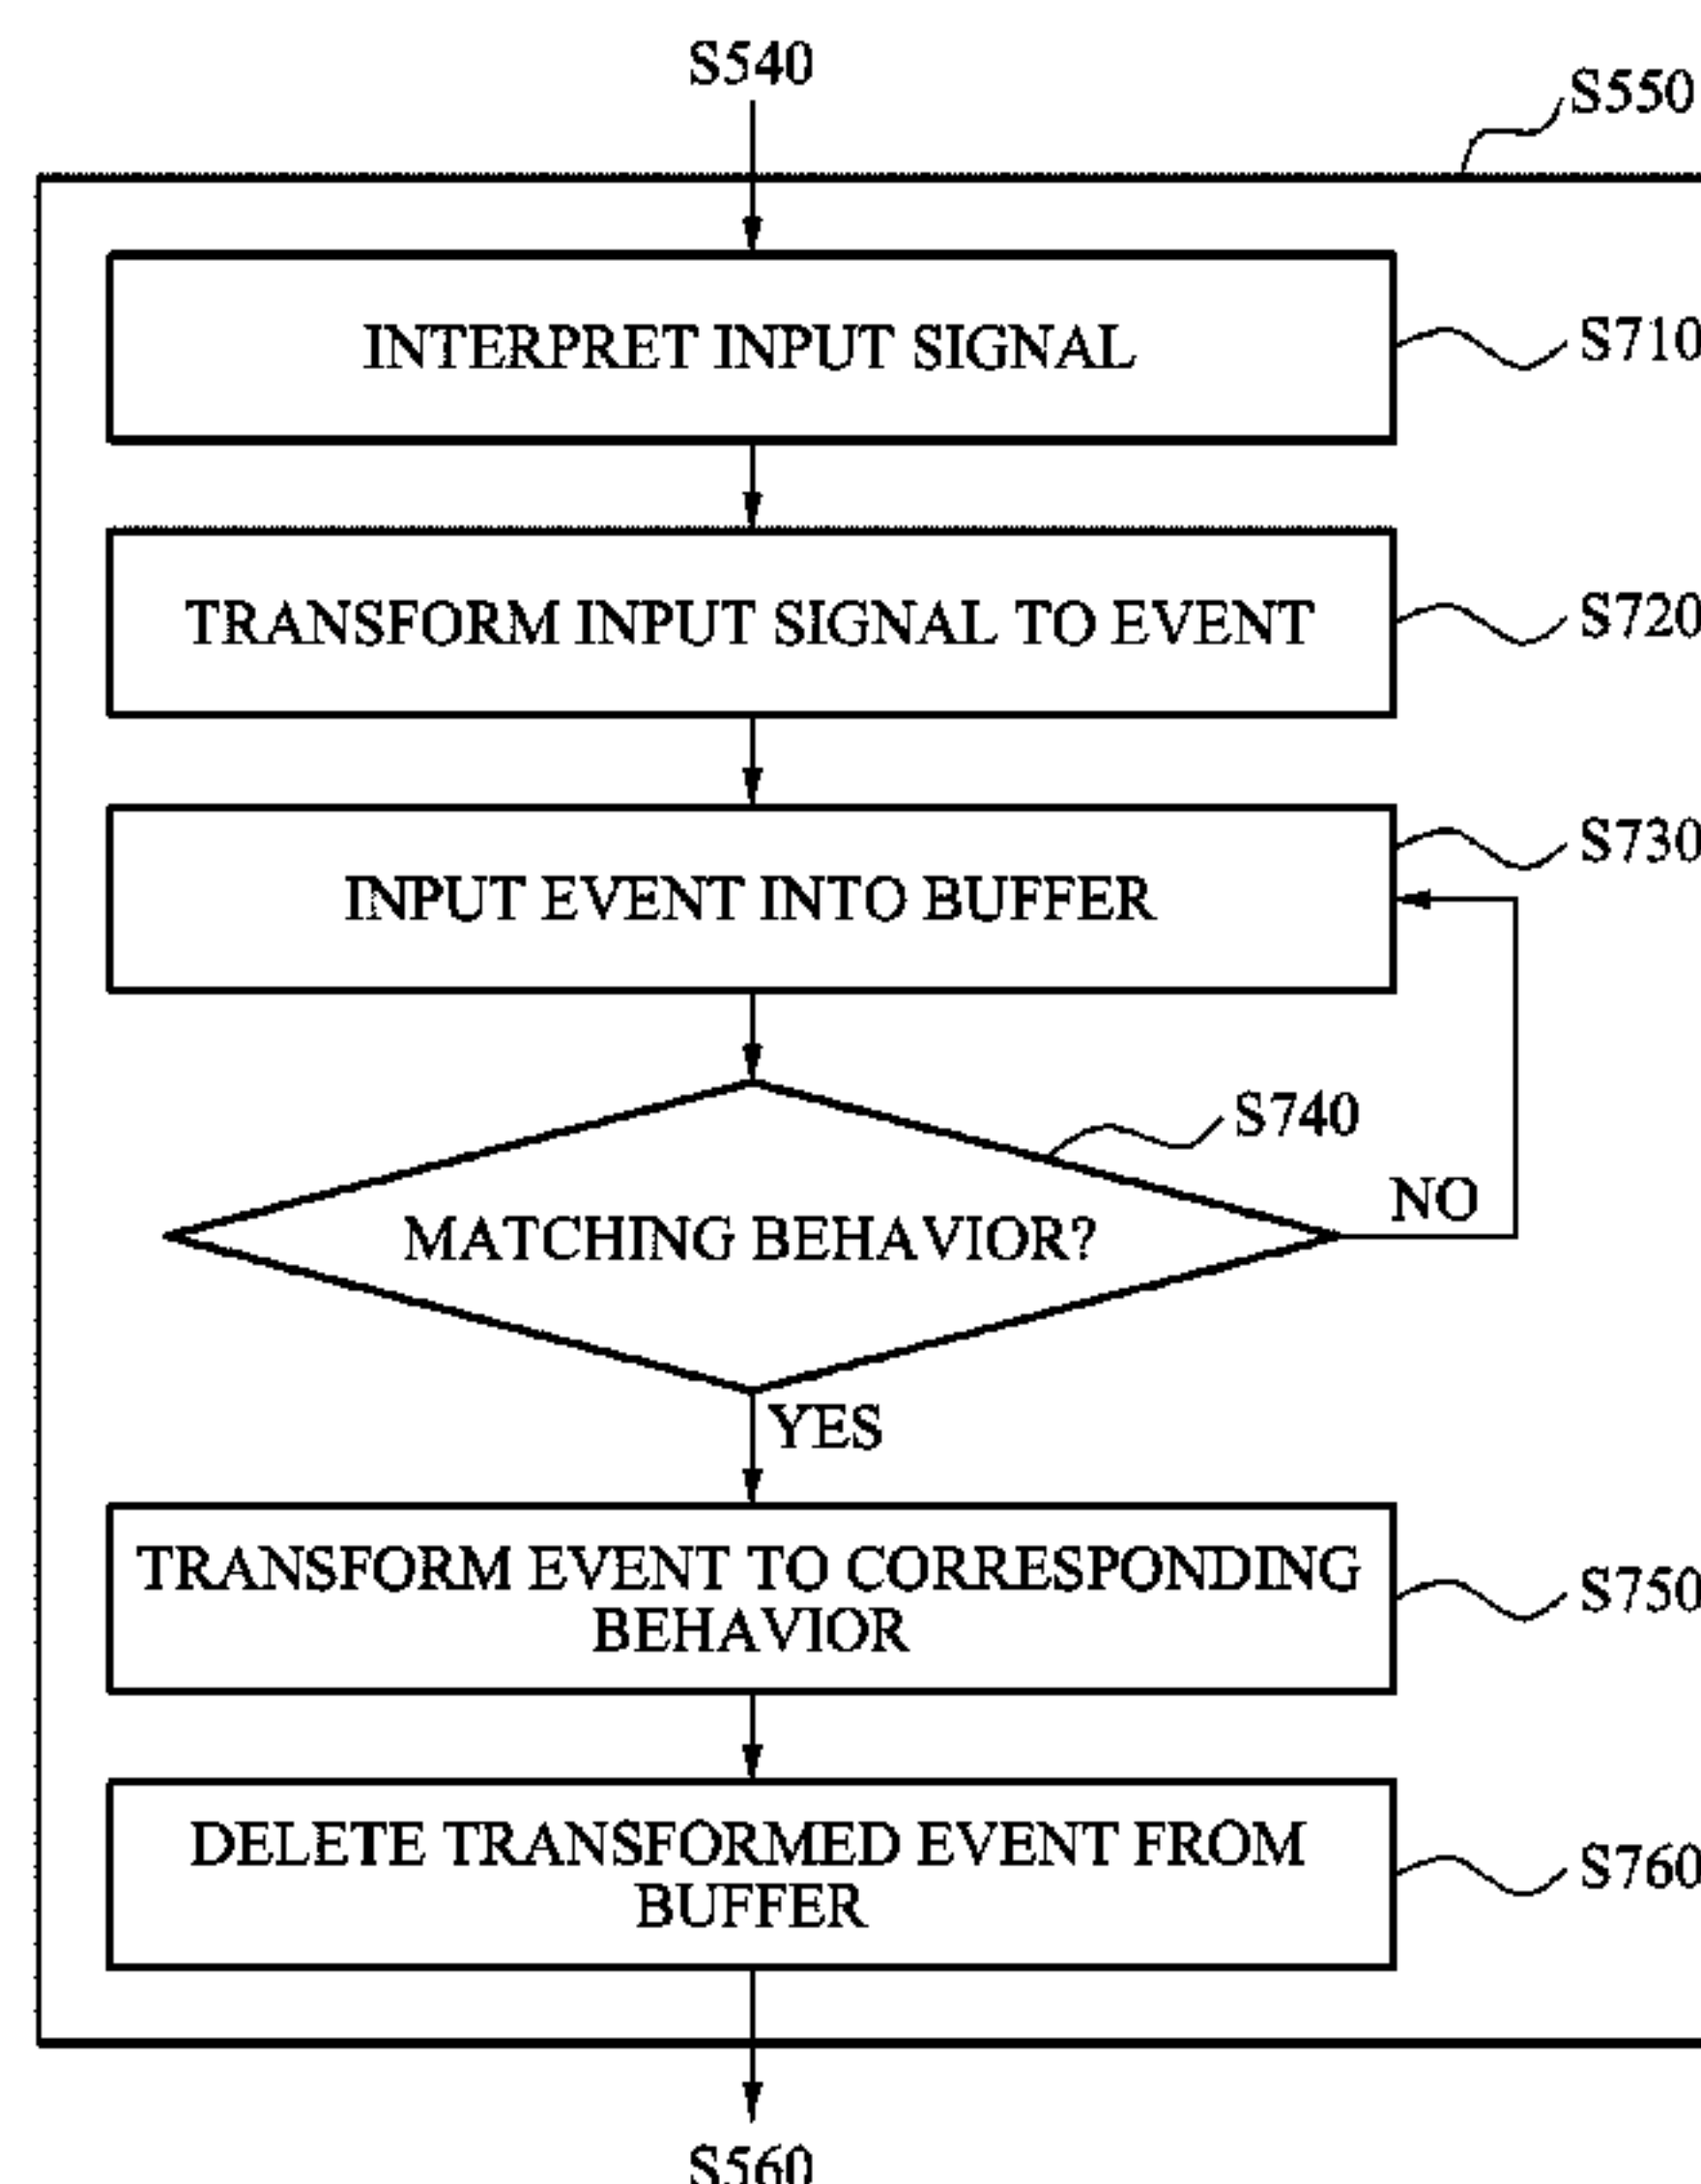 S540
S550
INTERPRET INPUT SIGNAL
S710
TRANSFORM INPUT SIGNAL TO EVENT
S720
S730
INPUT EVENT INTO BUFFER
S740
NO
MATCHING BEHAVIOR?
YES
TRANSFORM EVENT TO CORRESPONDING
BEHAVIOR
S750
DELETE TRANSFORMED EVENT FROM
BUFFER
S760
S560